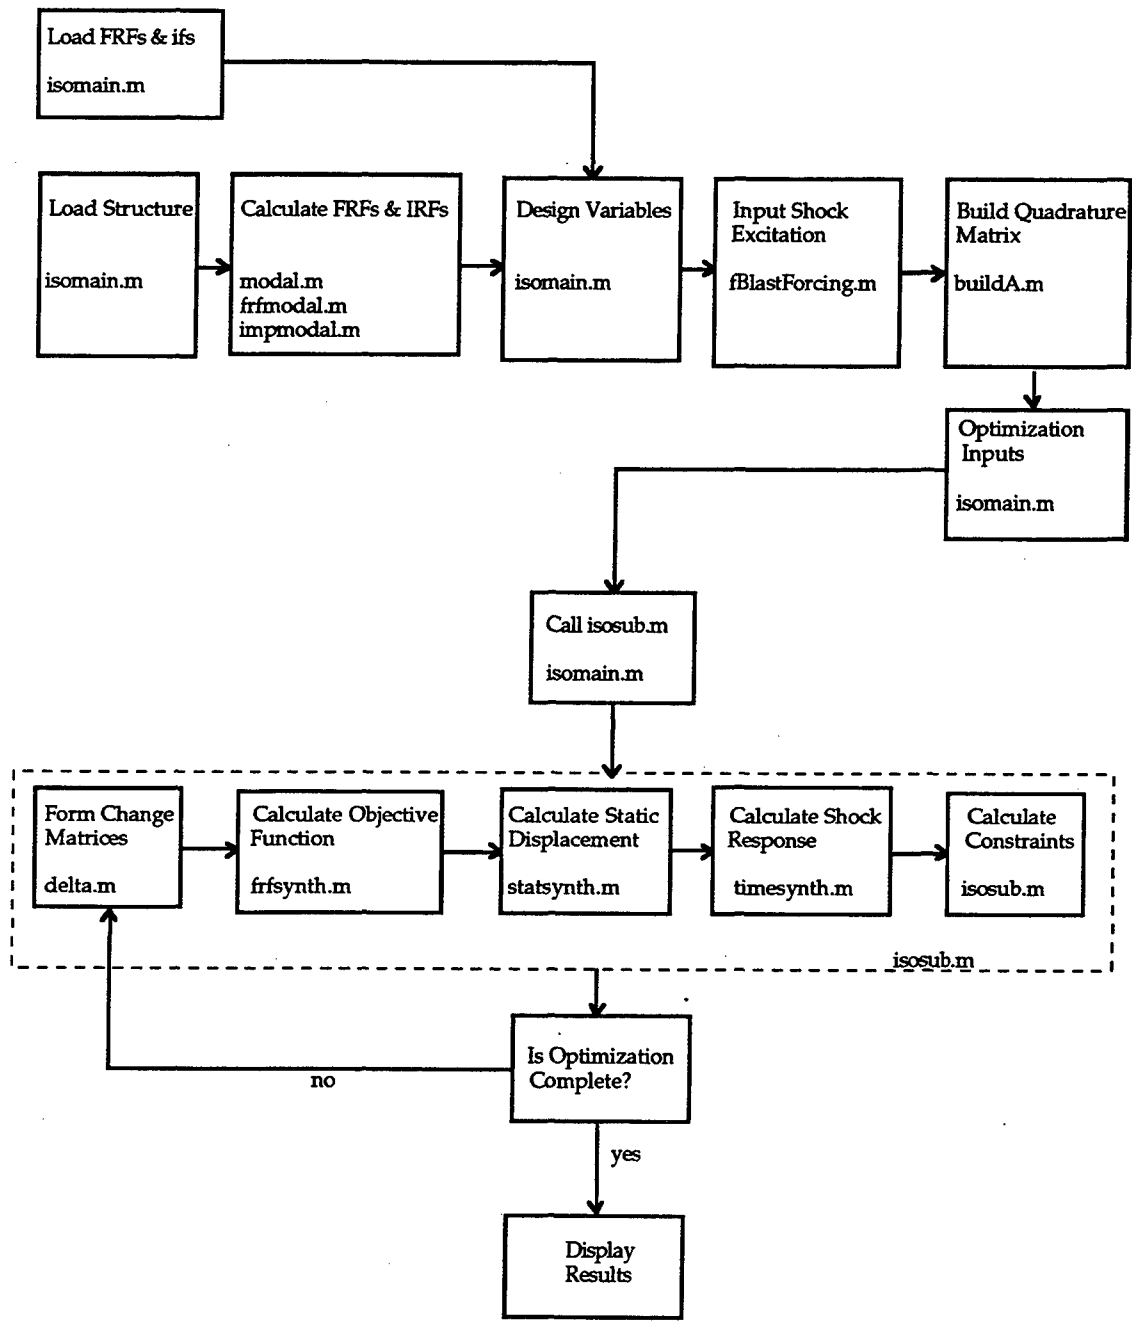 Load FRFs & ifs
isomain.m
Load Structure
isomain.m
Calculate FRFs & IRFs
modal.m
frfmodal.m
impmodal.m
Design Variables
isomain.m
Input Shock
Excitation
fBlastForcing.m
Build Quadrature
Matrix
buildA.m
Optimization
Inputs
isomain.m
Call isosub.m
isomain.m
Form Change
Matrices
delta.m
Calculate Objective
Function
frfsynth.m
Calculate Static
Displacement
statsynth.m
Calculate Shock
Response
timesynth.m
Calculate
Constraints
isosub.m
isosub.m
Is Optimization
Complete?
no
yes
Display
Results